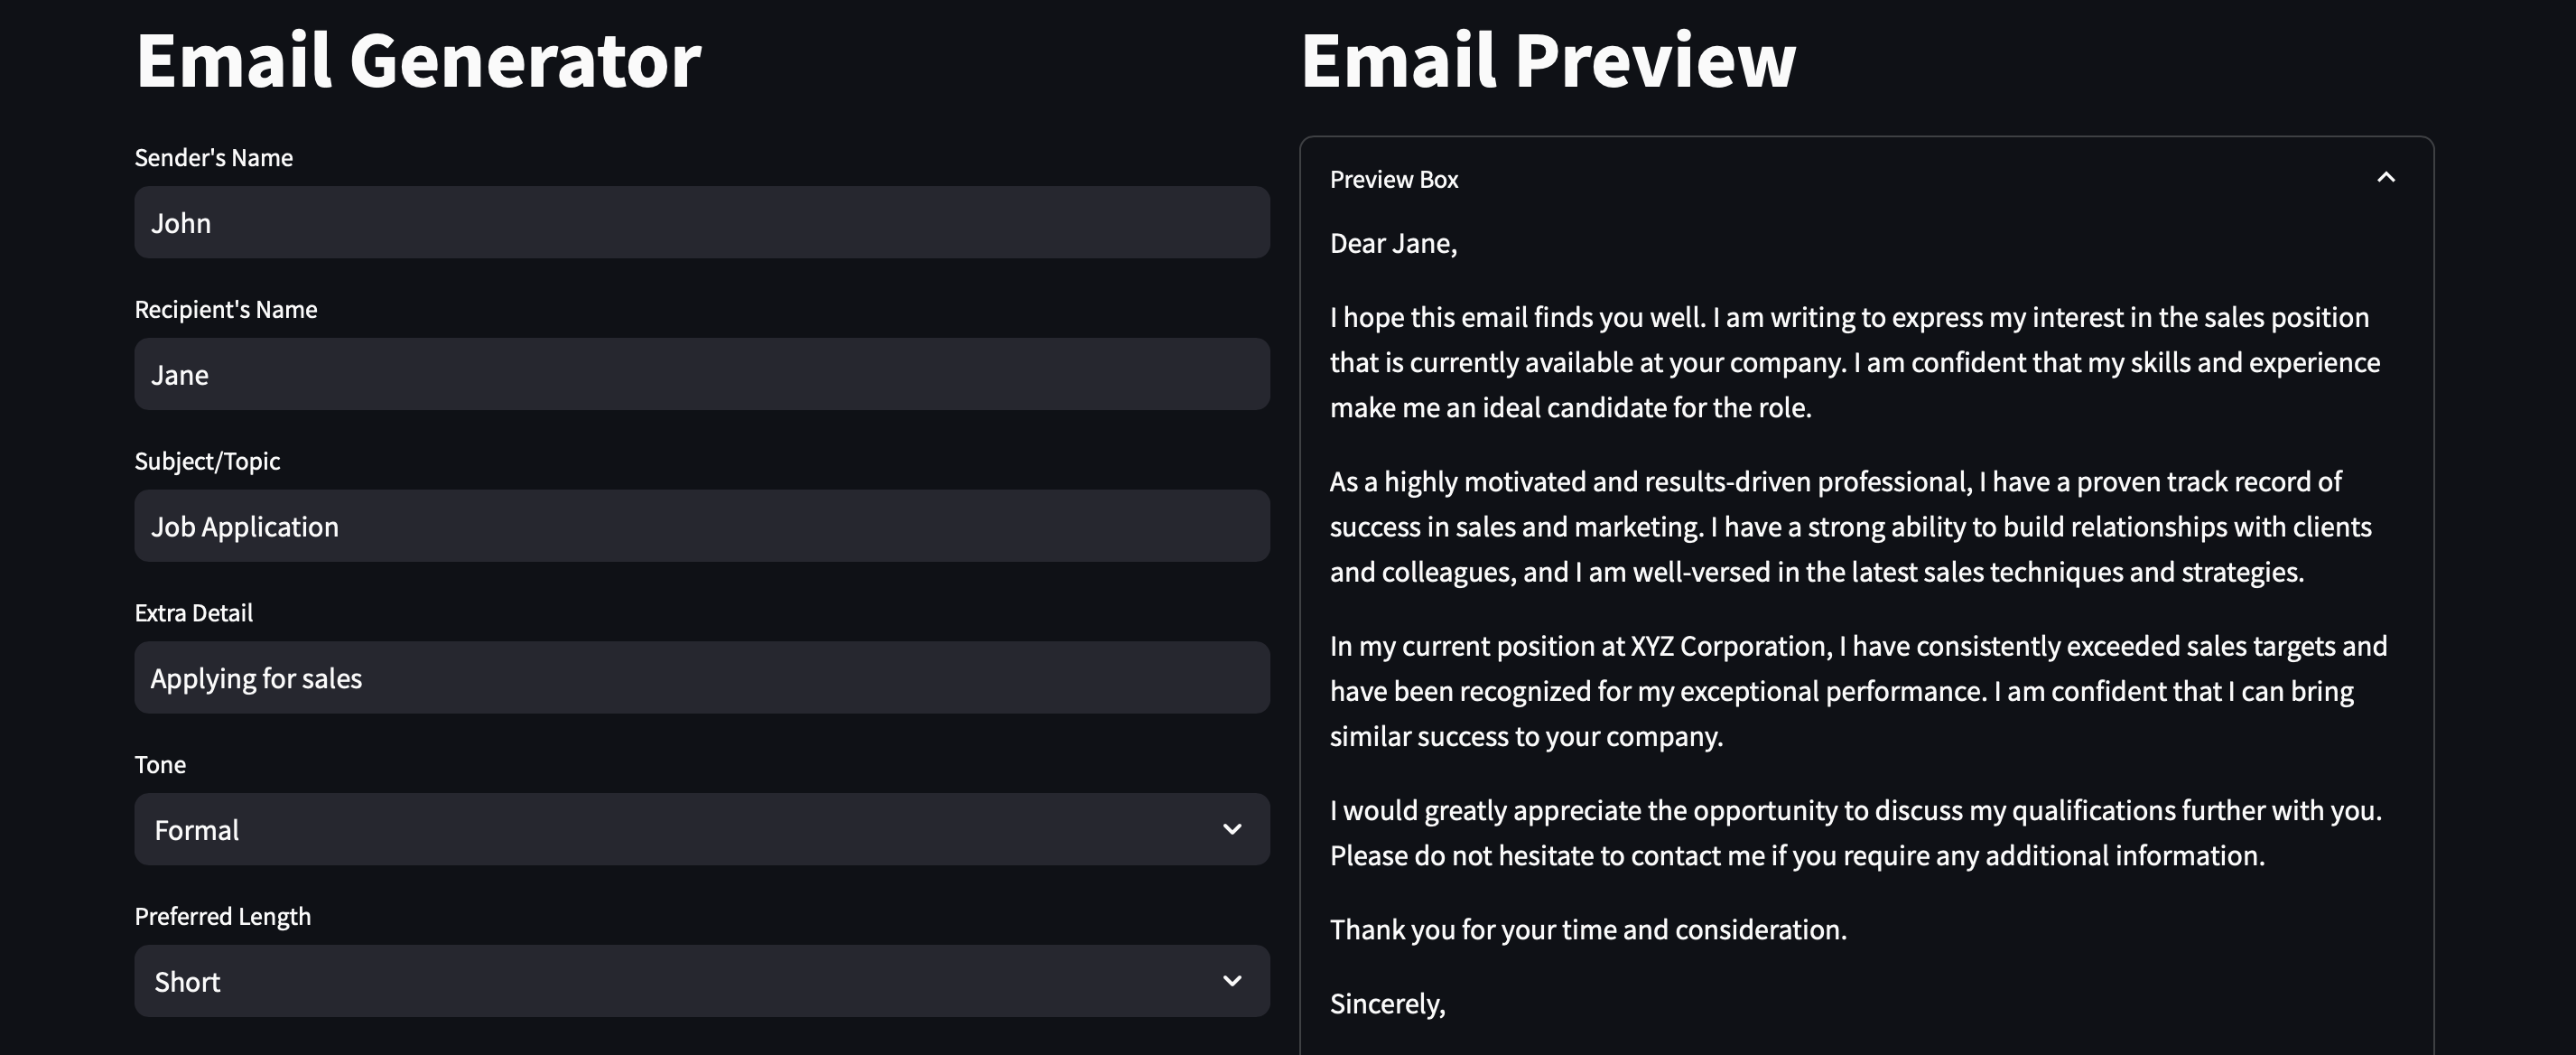 Email Generator
Sender's Name
John
Recipient's Name
Jane
Subject/Topic
Job Application
Extra Detail
Applying for sales
Tone
Formal
Preferred Length
Short
Email Preview
Preview Box
Dear Jane,
I hope this email finds you well. I am writing to express my interest in the sales position
that is currently available at your company. I am confident that my skills and experience
make me an ideal candidate for the role.
As a highly motivated and results-driven professional, I have a proven track record of
success in sales and marketing. I have a strong ability to build relationships with clients
and colleagues, and I am well-versed in the latest sales techniques and strategies.
In my current position at XYZ Corporation, I have consistently exceeded sales targets and
have been recognized for my exceptional performance. I am confident that I can bring
similar success to your company.
I would greatly appreciate the opportunity to discuss my qualifications further with you.
Please do not hesitate to contact me if you require any additional information.
Thank you for your time and consideration.
Sincerely,